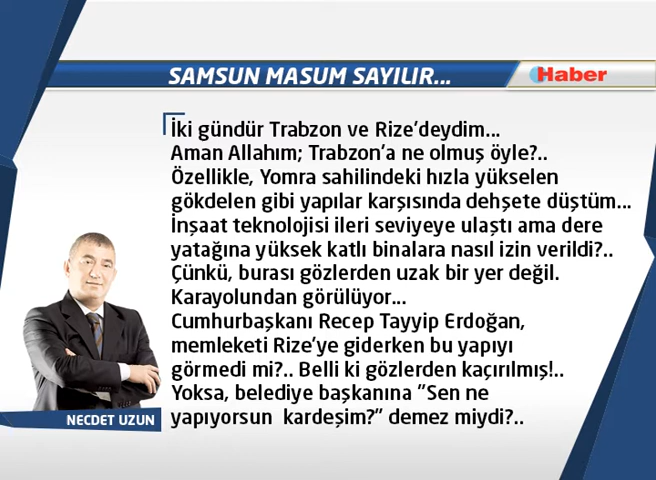 SAMSUN MASUM SAYILIR...
Haber
İki gündür Trabzon ve Rize'deydim...
Aman Allahım; Trabzon'a ne olmuş öyle?..
Özellikle, Yomra sahilindeki hızla yükselen
gökdelen gibi yapılar karşısında dehşete düştüm...
İnşaat teknolojisi ileri seviyeye ulaştı ama dere
yatağına yüksek katlı binalara nasıl izin verildi?..
Çünkü, burası gözlerden uzak bir yer değil.
Karayolundan görülüyor...
Cumhurbaşkanı Recep Tayyip Erdoğan,
memleketi Rize'ye giderken bu yapıyı
görmedi mi?.. Belli ki gözlerden kaçırılmış!..
Yoksa, belediye başkanına "Sen ne
yapıyorsun kardeşim?" demez miydi?..
NECDET UZUN